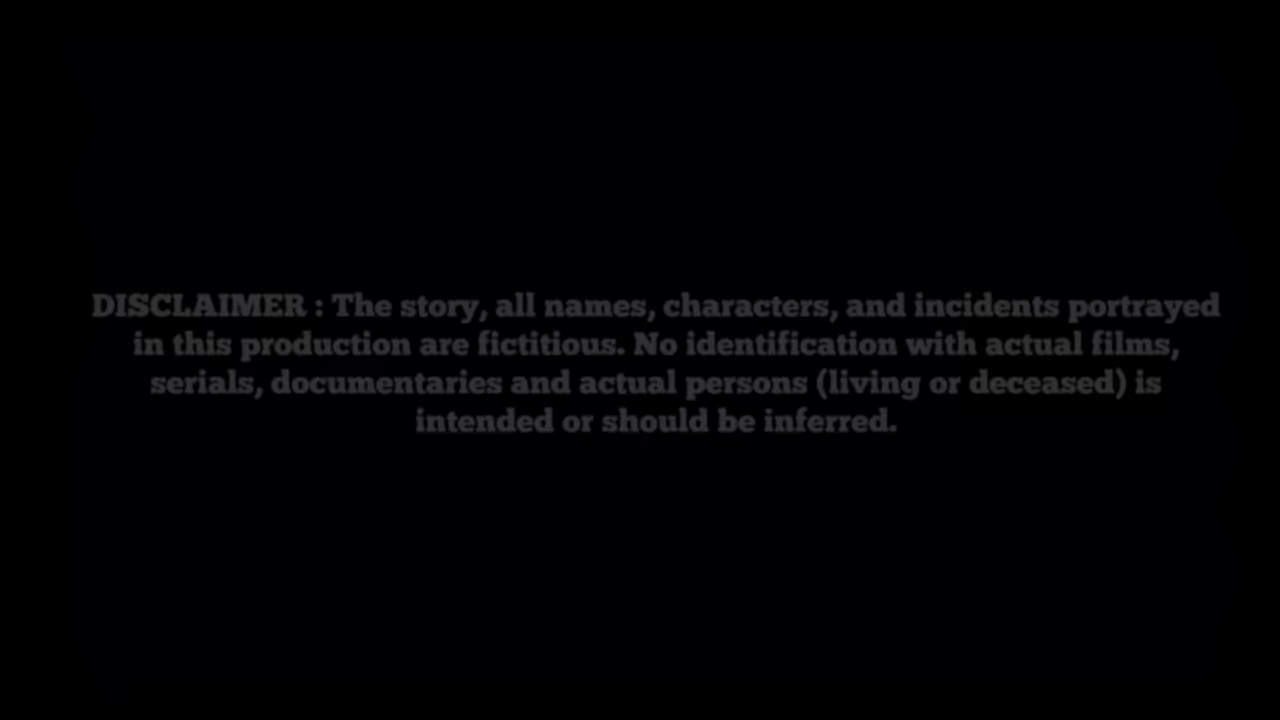 DISCLAIMER : The story, all names, characters, and incidents portrayed
in this production are fictitious. No identification with actual films,
serials, documentaries and actual persons (living or deceased) is
intended or should be inferred.